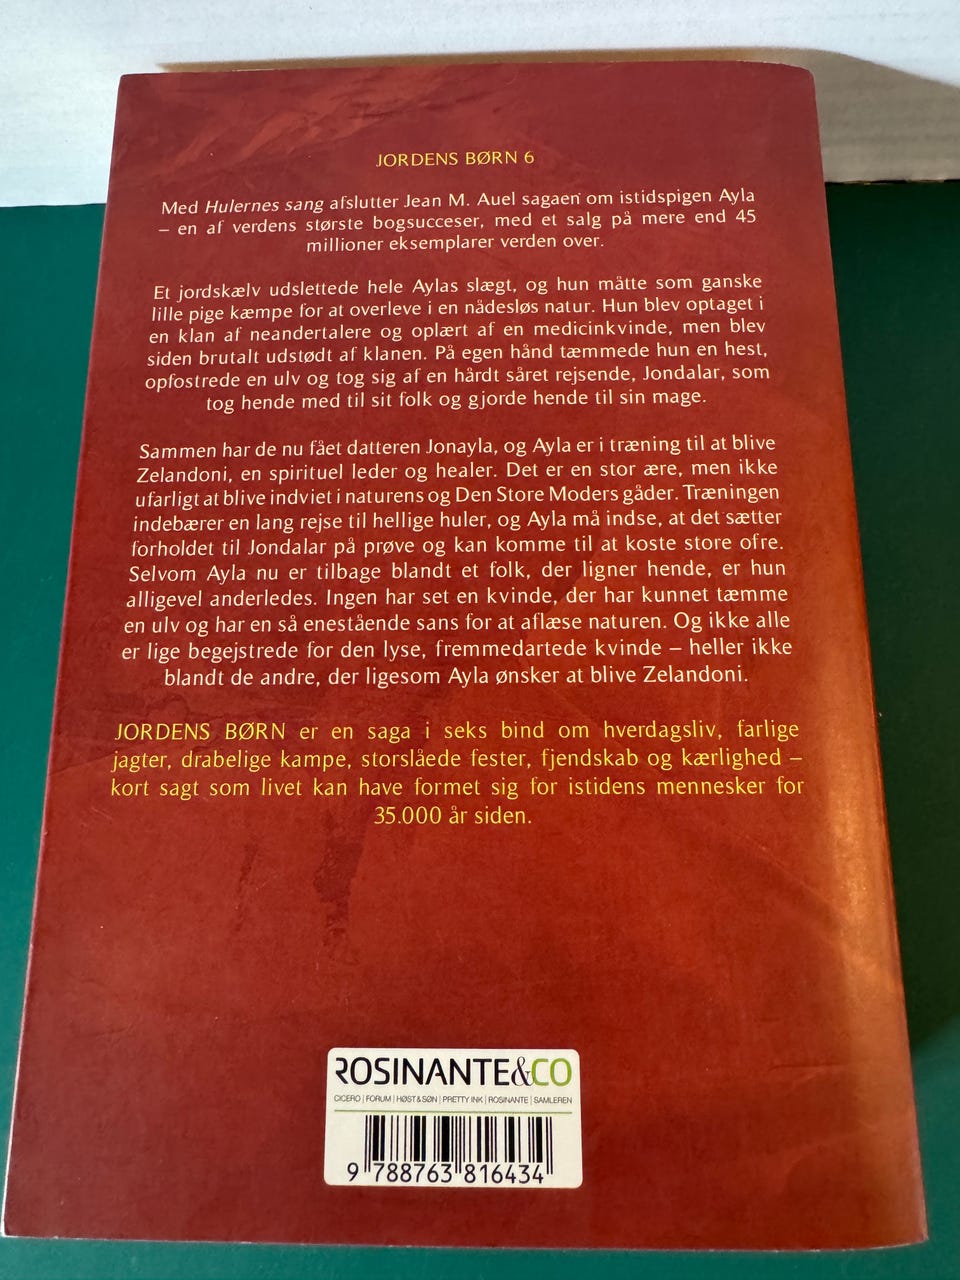 JORDENS BØRN 6
Med Hulernes sang afslutter Jean M. Auel sagaen om istidspigen Ayla
– en af verdens største bogsucceser, med et salg på mere end 45
millioner eksemplarer verden over.
Et jordskælv udslettede hele Aylas slægt, og hun måtte som ganske
lille pige kæmpe for at overleve i en nådesløs natur. Hun blev optaget i
en klan af neandertalere og oplært af en medicinkvinde, men blev
siden brutalt udstødt af klanen. På egen hånd tæmmede hun en hest,
opfostrede en ulv og tog sig af en hårdt såret rejsende, Jondalar, som
tog hende med til sit folk og gjorde hende til sin mage.
Sammen har de nu fået datteren Jonayla, og Ayla er i træning til at blive
Zelandoni, en spirituel leder og healer. Det er en stor ære, men ikke
ufarligt at blive indviet i naturens og Den Store Moders gåder. Træningen
indebærer en lang rejse til hellige huler, og Ayla må indse, at det sætter
forholdet til Jondalar på prøve og kan komme til at koste store ofre.
Selvom Ayla nu er tilbage blandt et folk, der ligner hende, er hun
alligevel anderledes. Ingen har set en kvinde, der har kunnet tæmme
en ulv og har en så enestående sans for at aflæse naturen. Og ikke alle
er lige begejstrede for den lyse, fremmedartede kvinde – heller ikke
blandt de andre, der ligesom Ayla ønsker at blive Zelandoni.
JORDENS BØRN er en saga i seks bind om hverdagsliv, farlige
jagter, drabelige kampe, storslåede fester, fjendskab og kærlighed –
kort sagt som livet kan have formet sig for istidens mennesker for
35.000 år siden.
ROSINANTE&CO
CICERO | FORUM | HØST & SØN | PRETTY INK | ROSINANTE | SAMLEREN
9 788763 816434